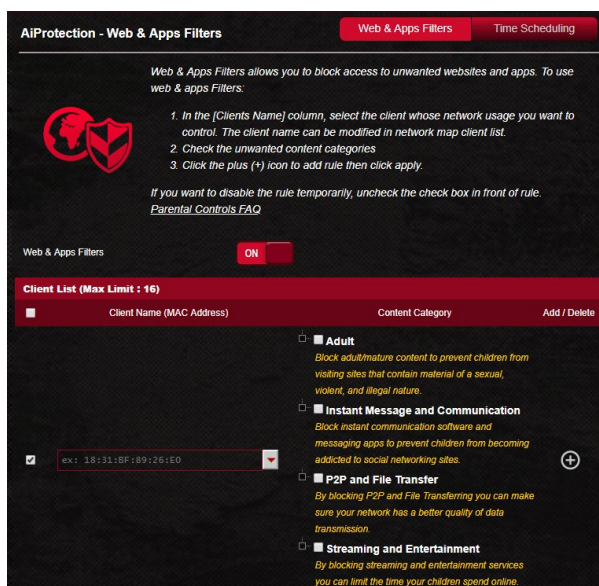 AiProtection - Web & Apps Filters
Web & Apps Filters
Time Scheduling
Web & Apps Filters allows you to block access to unwanted websites and apps. To use
web & apps Filters:
1. In the [Clients Name] column, select the client whose network usage you want to
control. The client name can be modified in network map client list.
2. Check the unwanted content categories
3. Click the plus (+) icon to add rule then click apply.
If you want to disable the rule temporarily, uncheck the check box in front of rule.
Parental Controls FAQ
Web & Apps Filters
ON
Client List (Max Limit : 16)
Client Name (MAC Address)
Content Category
Add / Delete
Adult
Block adult/mature content to prevent children from
visiting sites that contain material of a sexual,
violent, and illegal nature.
Instant Message and Communication
Block instant communication software and
messaging apps to prevent children from becoming
addicted to social networking sites.
ex: 18:31:BF:89:26:E0
P2P and File Transfer
By blocking P2P and File Transferring you can make
sure your network has a better quality of data
transmission.
Streaming and Entertainment
By blocking streaming and entertainment services
you can limit the time your children spend online.